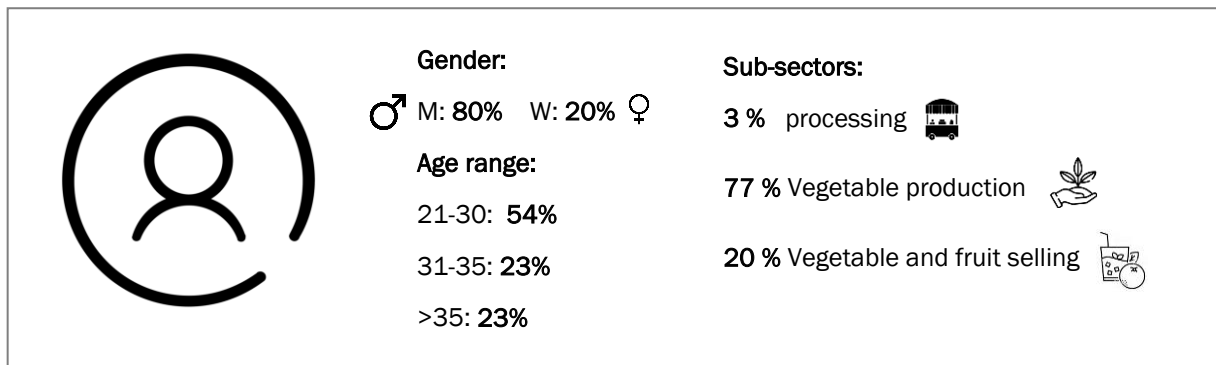 Gender:
M: 80% W: 20%
Age range:
21-30: 54%
31-35: 23%
>35: 23%
Sub-sectors:
3 % processing
77 % Vegetable production
20 % Vegetable and fruit selling